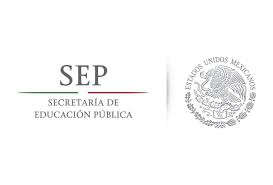 SEP
SECRETARÍA DE
EDUCACIÓN PÚBLICA
ESTADOS UNIDOS MEXICANOS